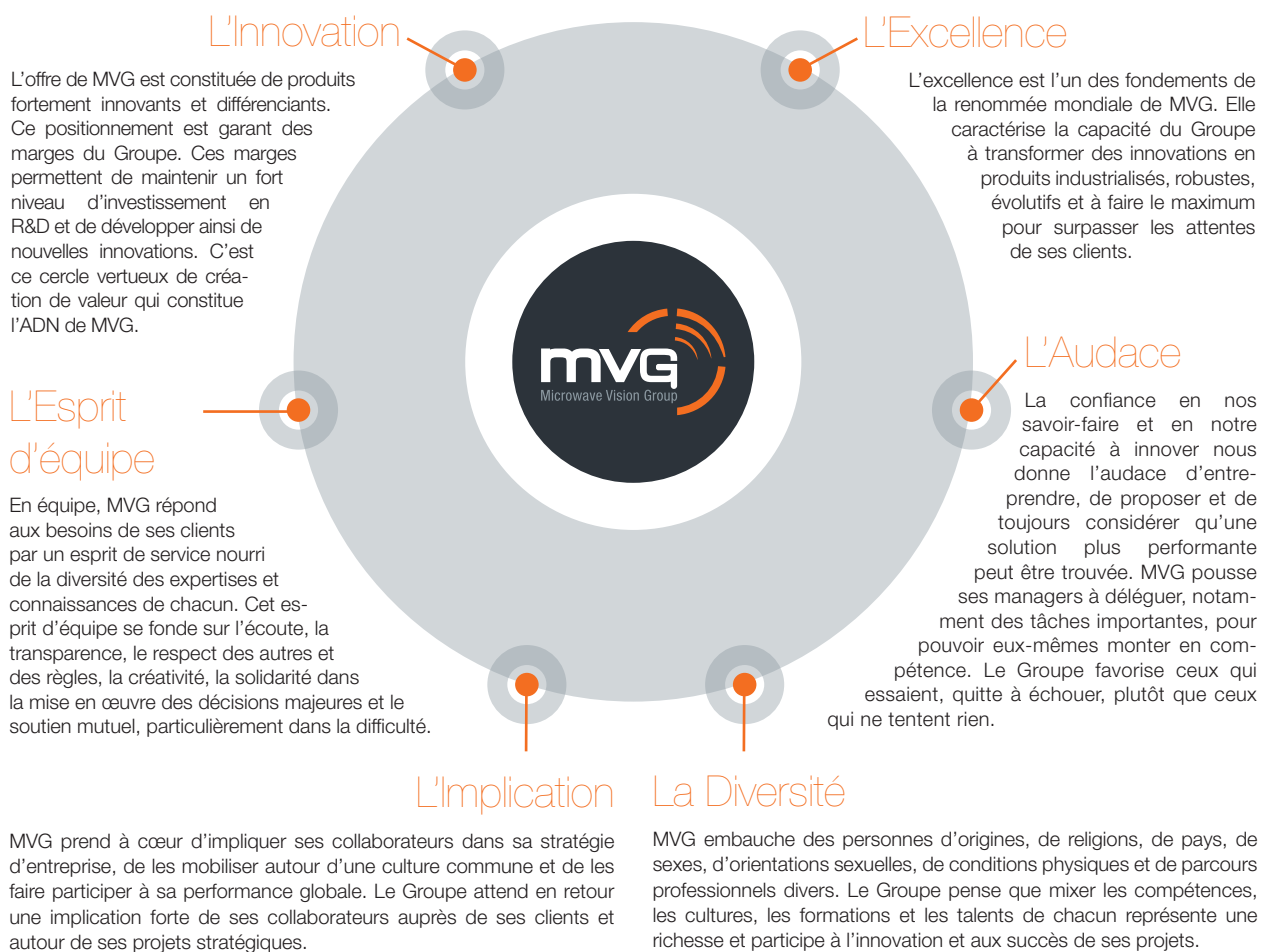 L'Innovation
L'offre de MVG est constituée de produits
fortement innovants et différenciants.
Ce positionnement est garant des
marges du Groupe. Ces marges
permettent de maintenir un fort
niveau d'investissement en
R&D et de développer ainsi de
nouvelles innovations. C'est
ce cercle vertueux de créa-
tion de valeur qui constitue
l'ADN de MVG.
L'Excellence
L'excellence est l'un des fondements de
la renommée mondiale de MVG. Elle
caractérise la capacité du Groupe
à transformer des innovations en
produits industrialisés, robustes,
évolutifs et à faire le maximum
pour surpasser les attentes
de ses clients.
mvg
Microwave Vision Group
L'Esprit
d'équipe
En équipe, MVG répond
aux besoins de ses clients
par un esprit de service nourri
de la diversité des expertises et
connaissances de chacun. Cet es-
prit d'équipe se fonde sur l'écoute, la
transparence, le respect des autres et
des règles, la créativité, la solidarité dans
la mise en œuvre des décisions majeures et le
soutien mutuel, particulièrement dans la difficulté.
L'Audace
La confiance en nos
savoir-faire et en notre
capacité à innover nous
donne l'audace d'entre-
prendre, de proposer et de
toujours considérer qu'une
solution plus performante
peut être trouvée. MVG pousse
ses managers à déléguer, notam-
ment des tâches importantes, pour
pouvoir eux-mêmes monter en com-
pétence. Le Groupe favorise ceux qui
essaient, quitte à échouer, plutôt que ceux
qui ne tentent rien.
L'Implication
MVG prend à cœur d'impliquer ses collaborateurs dans sa stratégie
d'entreprise, de les mobiliser autour d'une culture commune et de les
faire participer à sa performance globale. Le Groupe attend en retour
une implication forte de ses collaborateurs auprès de ses clients et
autour de ses projets stratégiques.
La Diversité
MVG embauche des personnes d'origines, de religions, de pays, de
sexes, d'orientations sexuelles, de conditions physiques et de parcours
professionnels divers. Le Groupe pense que mixer les compétences,
les cultures, les formations et les talents de chacun représente une
richesse et participe à l'innovation et aux succès de ses projets.